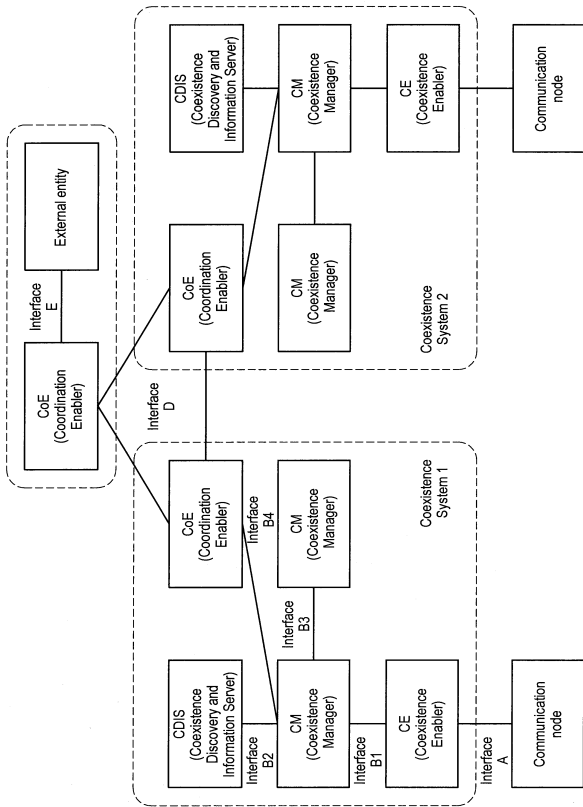 CoE
(Coordination
Enabler)
Interface
E
External entity
CDIS
(Coexistence
Discovery and
Information Server)
CoE
(Coordination
Enabler)
Interface
D
CoE
(Coordination
Enabler)
CDIS
(Coexistence
Discovery and
Information Server)
Interface
B2
Interface
B4
CM
(Coexistence
Manager)
Interface
B3
CM
(Coexistence
Manager)
CM
(Coexistence
Manager)
CM
(Coexistence
Manager)
Interface
B1
CE
(Coexistence
Enabler)
Coexistence
System 1
Coexistence
System 2
CE
(Coexistence
Enabler)
Interface
A
Communication
node
Communication
node